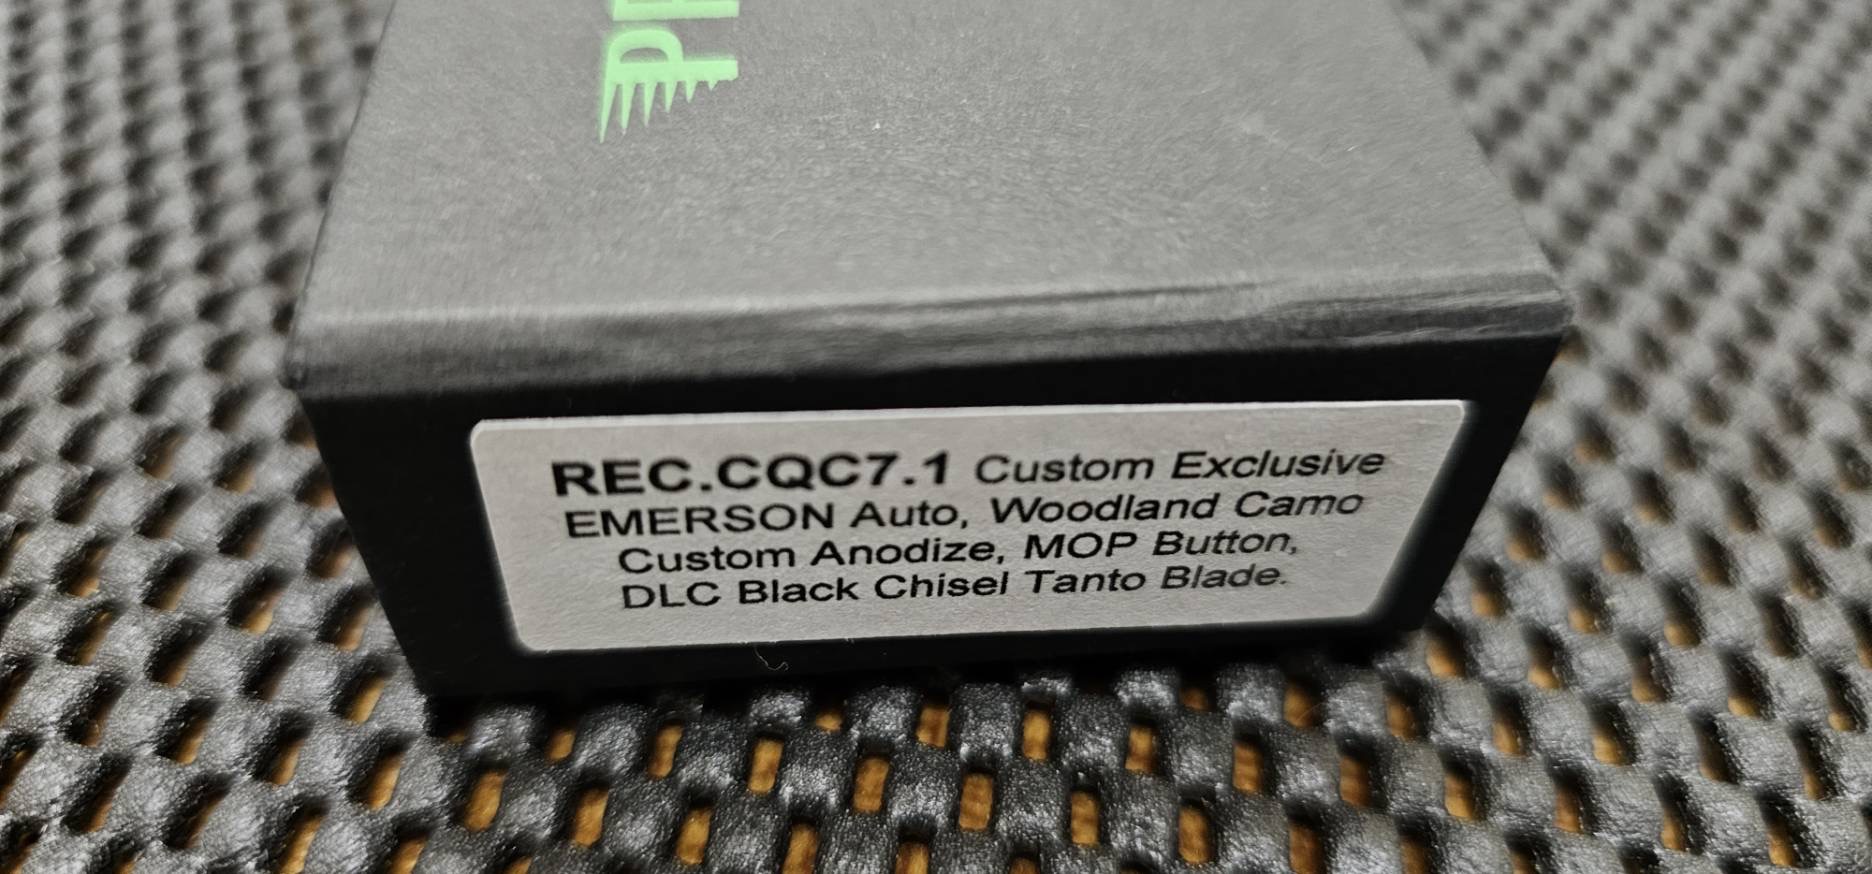 REC.CQC7.1 Custom Exclusive
EMERSON Auto, Woodland Camo
Custom Anodize, MOP Button,
DLC Black Chisel Tanto Blade.